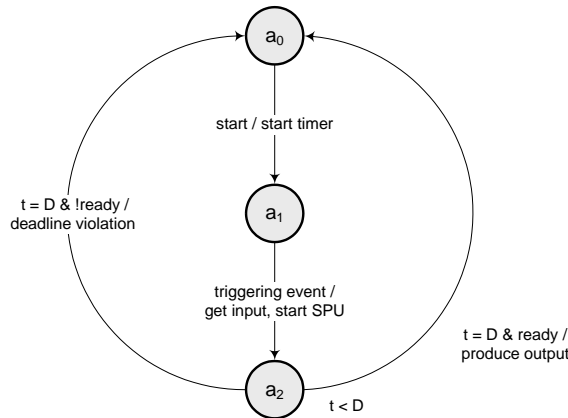 a0
start / start timer
a1
t = D & !ready /
deadline violation
triggering event /
get input, start SPU
t = D & ready /
produce output
a2
t < D